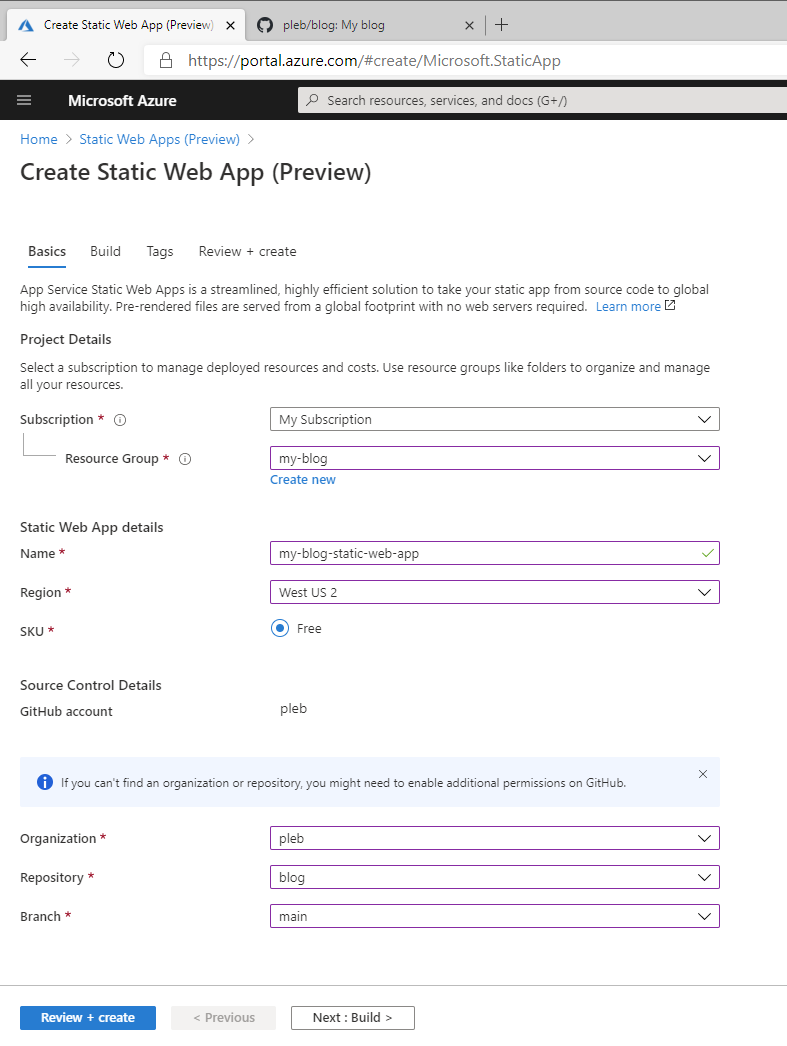 Create Static Web App (Preview)
pleb/blog: My blog
https://portal.azure.com/#create/Microsoft.StaticApp
Microsoft Azure
Search resources, services, and docs (G+/)
Home > Static Web Apps (Preview) >
Create Static Web App (Preview)
Basics Build Tags Review + create
App Service Static Web Apps is a streamlined, highly efficient solution to take your static app from source code to global
high availability. Pre-rendered files are served from a global footprint with no web servers required. Learn more
Project Details
Select a subscription to manage deployed resources and costs. Use resource groups like folders to organize and manage
all your resources.
Subscription * My Subscription
Resource Group * my-blog
Create new
Static Web App details
Name * my-blog-static-web-app
Region * West US 2
SKU * Free
Source Control Details
GitHub account pleb
If you can't find an organization or repository, you might need to enable additional permissions on GitHub.
Organization * pleb
Repository * blog
Branch * main
Review + create < Previous Next : Build >